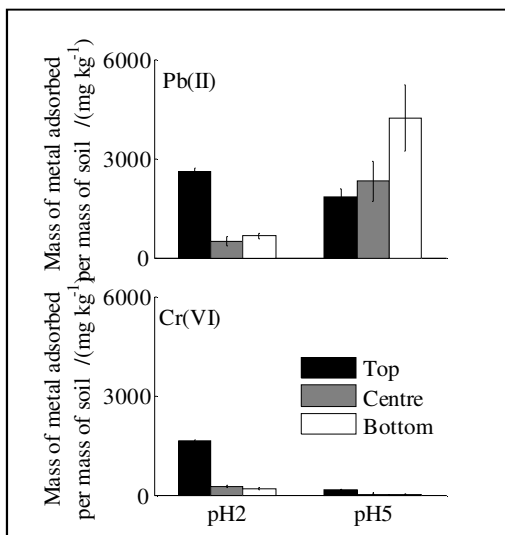 Mass of metal adsorbed
per mass of soil /(mg kg⁻¹)
6000
Pb(II)
3000
0
Mass of metal adsorbed
per mass of soil /(mg kg⁻¹)
6000
Cr(VI)
3000
Top
Centre
Bottom
0
pH2 pH5